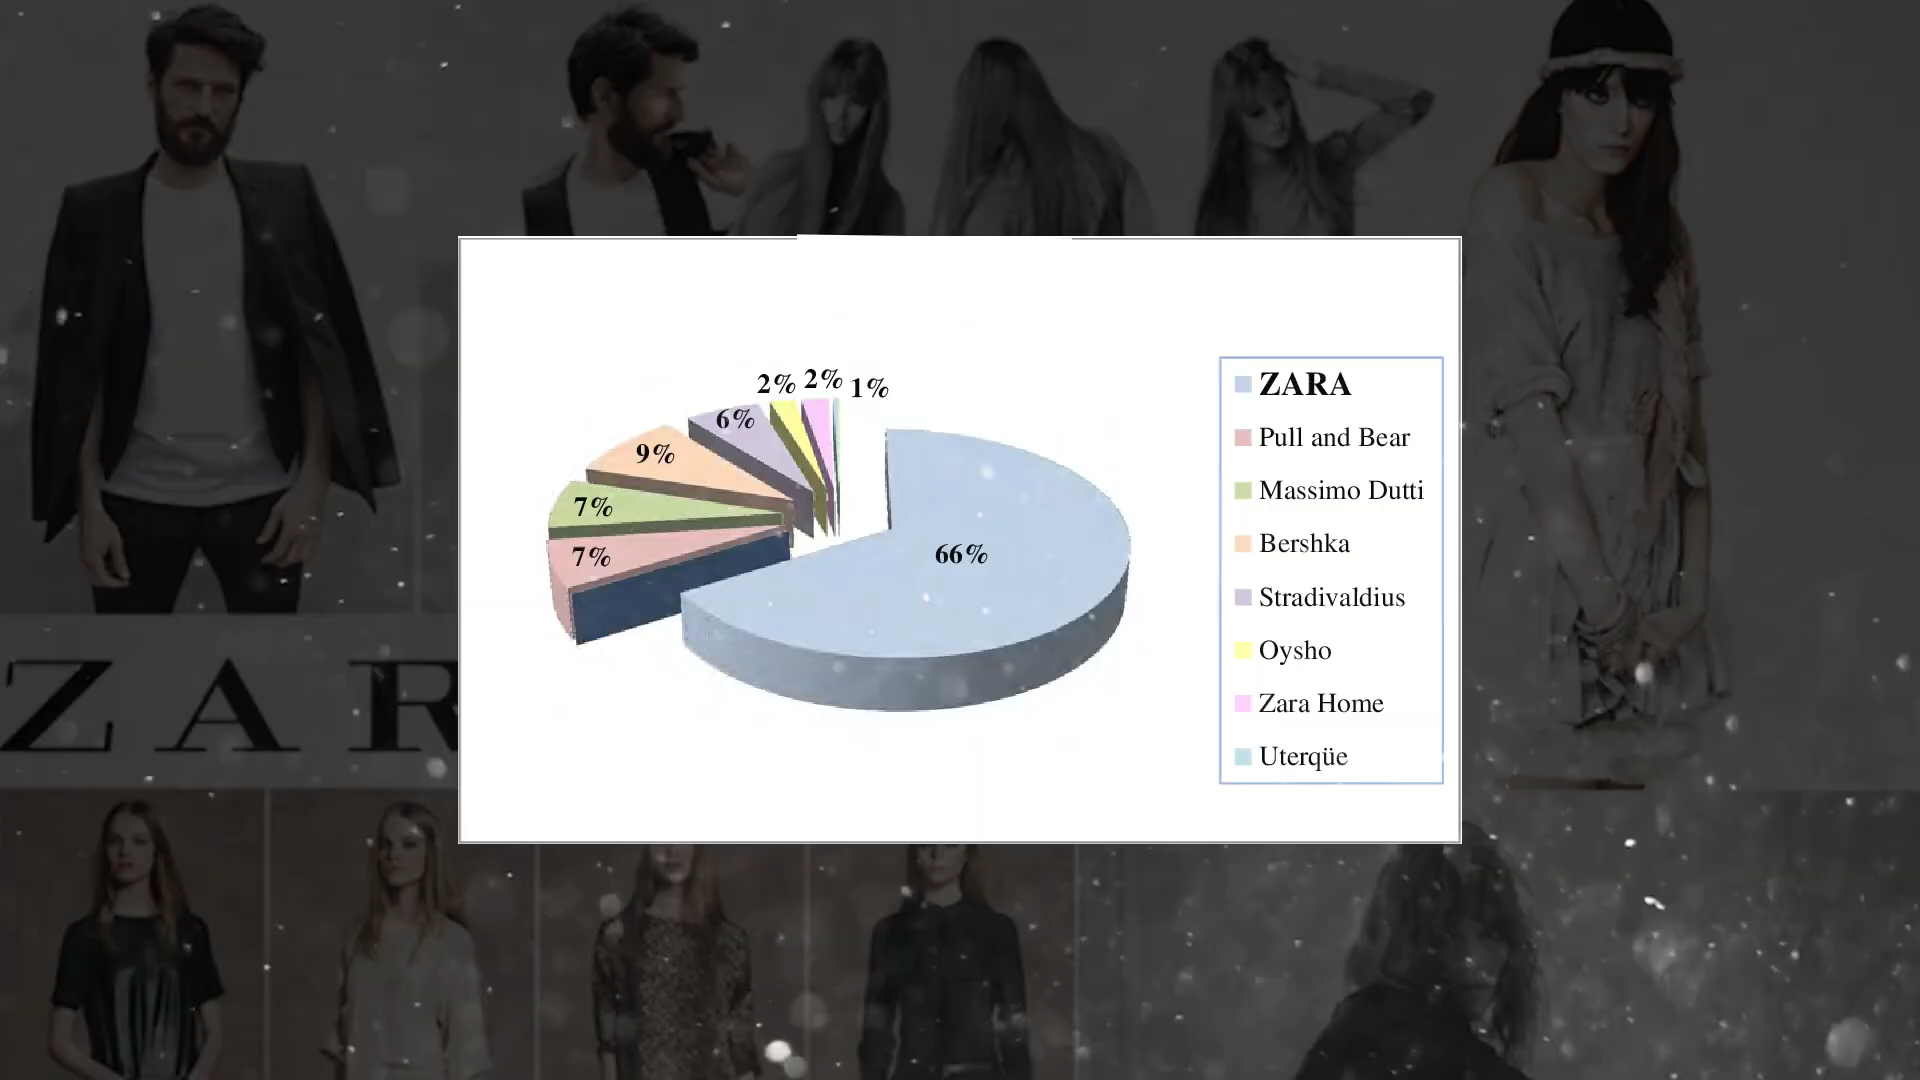 2% 2% 1%
6%
9%
7%
7%
66%
ZARA
Pull and Bear
Massimo Dutti
Bershka
Stradivaldius
Oysho
Zara Home
Uterqüe
ZAR